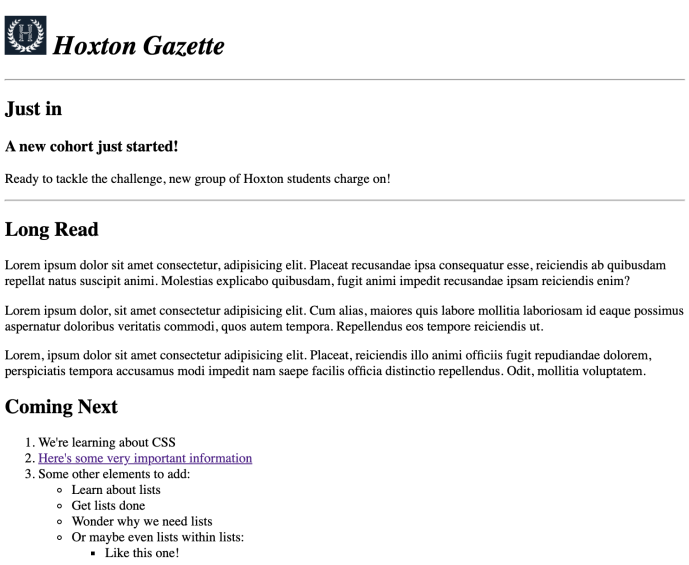 H
Hoxton Gazette
Just in
A new cohort just started!
Ready to tackle the challenge, new group of Hoxton students charge on!
Long Read
Lorem ipsum dolor sit amet consectetur, adipisicing elit. Placeat recusandae ipsa consequatur esse, reiciendis ab quibusdam
repellat natus suscipit animi. Molestias explicabo quibusdam, fugit animi impedit recusandae ipsam reiciendis enim?
Lorem ipsum dolor, sit amet consectetur adipisicing elit. Cum alias, maiores quis labore mollitia laboriosam id eaque possimus
aspernatur doloribus veritatis commodi, quos autem tempora. Repellendus eos tempore reiciendis ut.
Lorem, ipsum dolor sit amet consectetur adipisicing elit. Placeat, reiciendis illo animi officiis fugit repudiandae dolorem,
perspiciatis tempora accusamus modi impedit nam saepe facilis officia distinctio repellendus. Odit, mollitia voluptatem.
Coming Next
1. We're learning about CSS
2. Here's some very important information
3. Some other elements to add:
◦ Learn about lists
◦ Get lists done
◦ Wonder why we need lists
◦ Or maybe even lists within lists:
▪ Like this one!